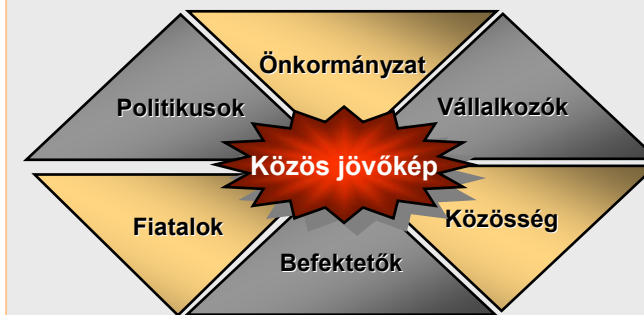 Önkormányzat
Politikusok
Vállalkozók
Közös jövőkép
Fiatalok
Közösség
Befektetők